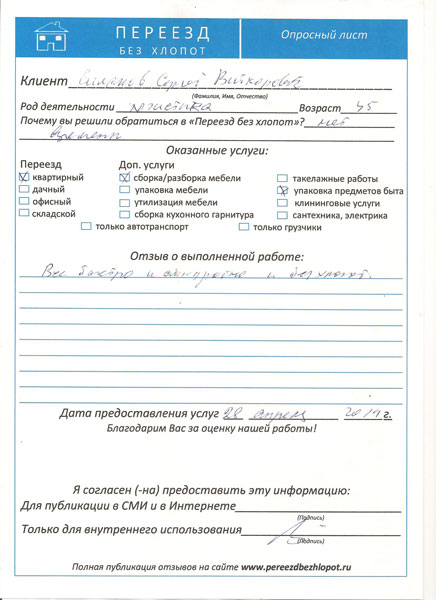 ПЕРЕЕЗД
БЕЗ ХЛОПОТ
Опросный лист
Клиент Сергей Викторович
(Фамилия, Имя, Отчество)
Род деятельности логистика Возраст 45
Почему вы решили обратиться в «Переезд без хлопот»? нет
времени
Оказанные услуги:
Переезд Доп. услуги
квартирный сборка/разборка мебели такелажные работы
дачный упаковка мебели упаковка предметов быта
офисный утилизация мебели клининговые услуги
складской сборка кухонного гарнитура сантехника, электрика
только автотранспорт только грузчики
Отзыв о выполненной работе:
Все быстро и аккуратно и без хлопот.
Дата предоставления услуг 28 апреля г.
Благодарим Вас за оценку нашей работы!
Я согласен (-на) предоставить эту информацию:
Для публикации в СМИ и в Интернете
(Подпись)
Только для внутреннего использования
(Подпись)
Полная публикация отзывов на сайте www.pereezdbezhlopot.ru